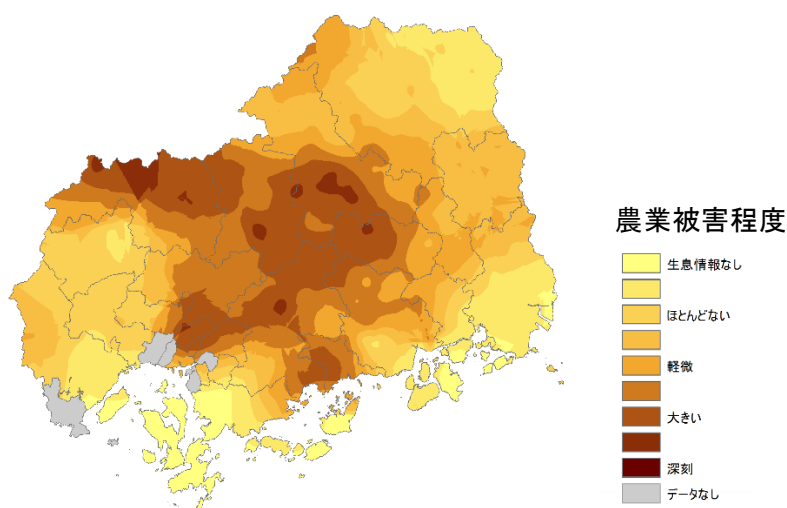 農業被害程度
生息情報なし
ほとんどない
軽微
大きい
深刻
データなし